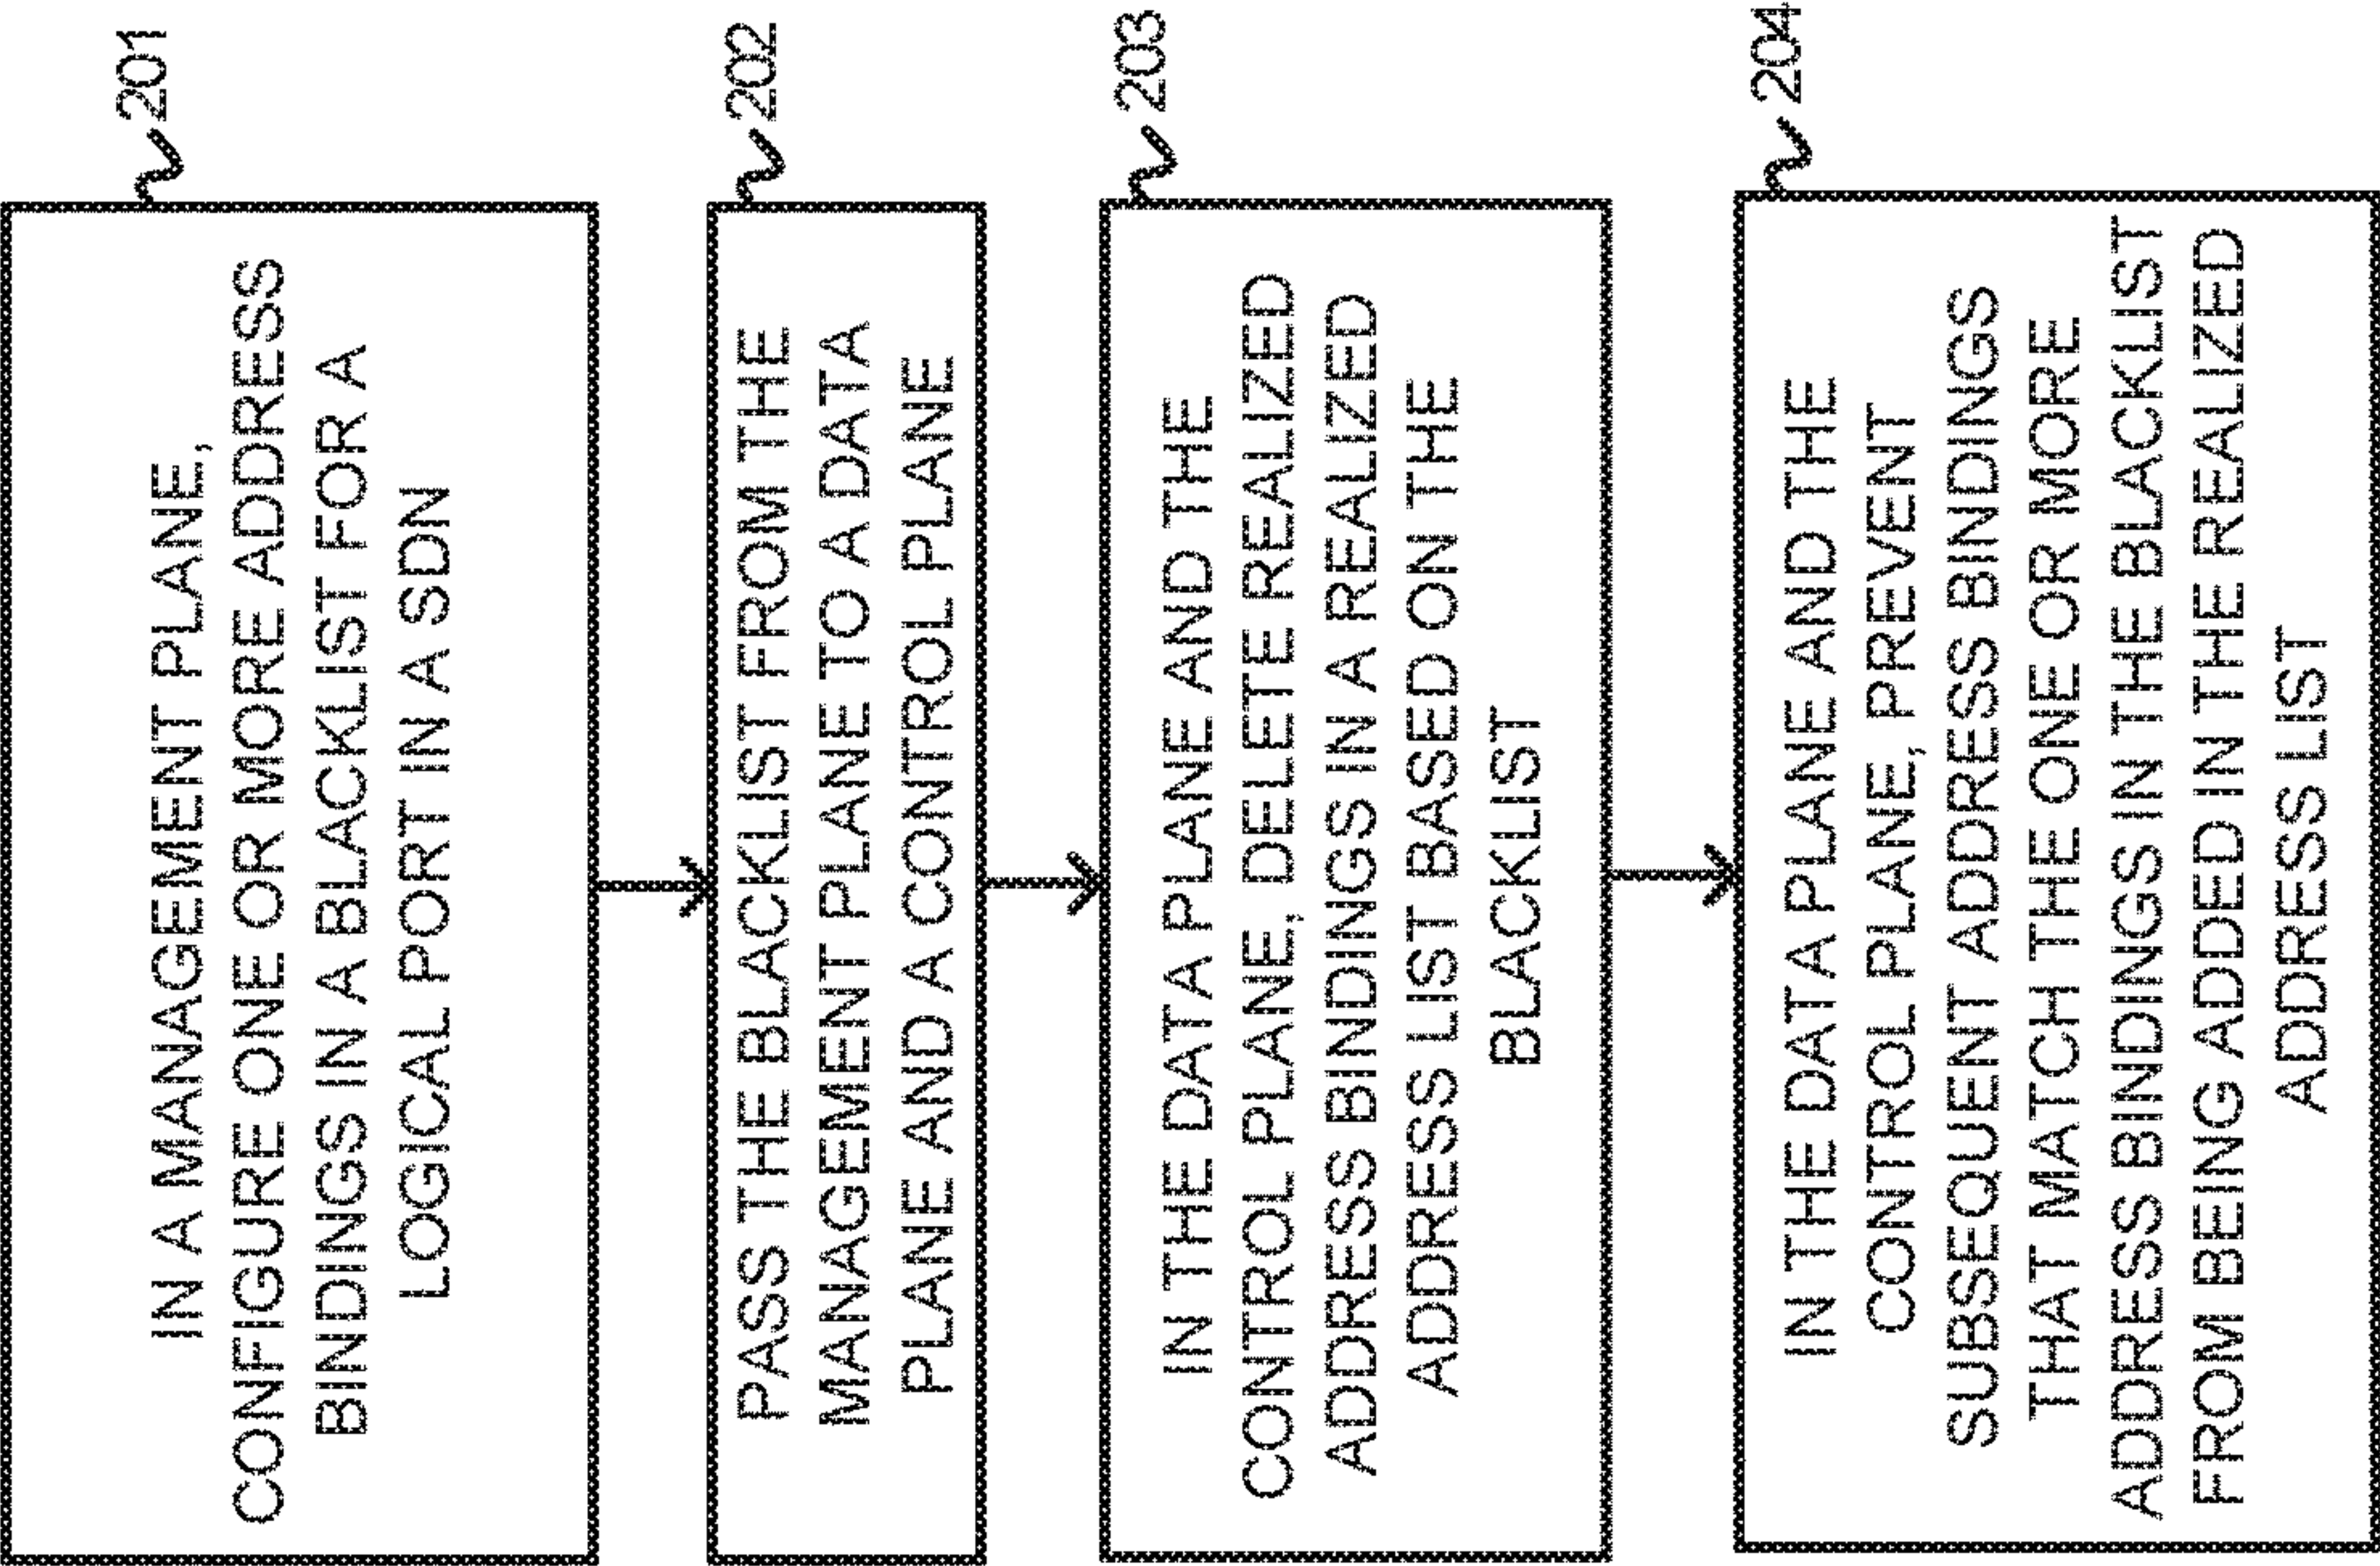 201
IN A MANAGEMENT PLANE,
CONFIGURE ONE OR MORE ADDRESS
BINDINGS IN A BLACKLIST FOR A
LOGICAL PORT IN A SDN
202
PASS THE BLACKLIST FROM THE
MANAGEMENT PLANE TO A DATA
PLANE AND A CONTROL PLANE
203
IN THE DATA PLANE AND THE
CONTROL PLANE, DELETE REALIZED
ADDRESS BINDINGS IN A REALIZED
ADDRESS LIST BASED ON THE
BLACKLIST
204
IN THE DATA PLANE AND THE
CONTROL PLANE, PREVENT
SUBSEQUENT ADDRESS BINDINGS
THAT MATCH THE ONE OR MORE
ADDRESS BINDINGS IN THE BLACKLIST
FROM BEING ADDED IN THE REALIZED
ADDRESS LIST